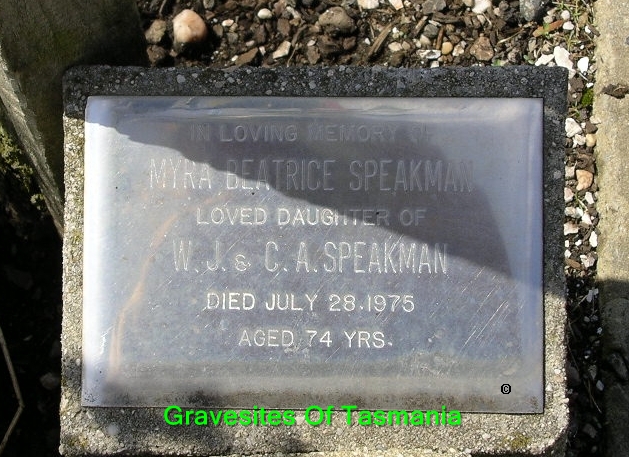 IN LOVING MEMORY OF
MYRA BEATRICE SPEAKMAN
LOVED DAUGHTER OF
W. J. & C. A. SPEAKMAN
DIED JULY 28.1975
AGED 74 YRS.
©
Gravesites Of Tasmania